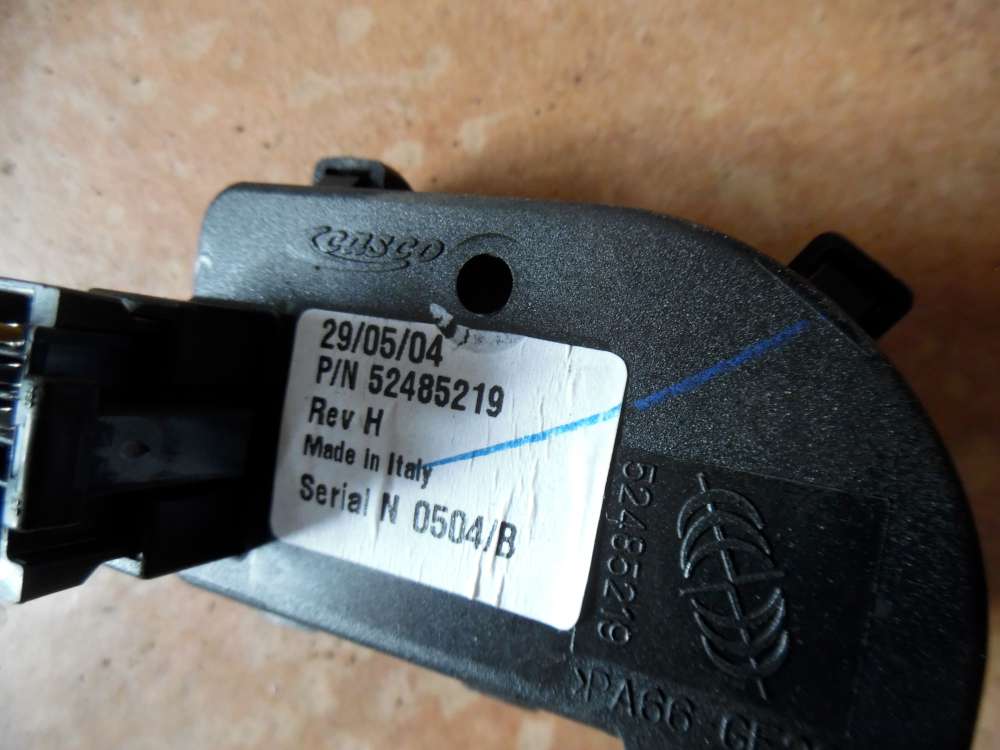 CASCO
29/05/04
P/N 52485219
Rev H
Made in Italy
Serial N 0504/B
52485219
>PA66-GF